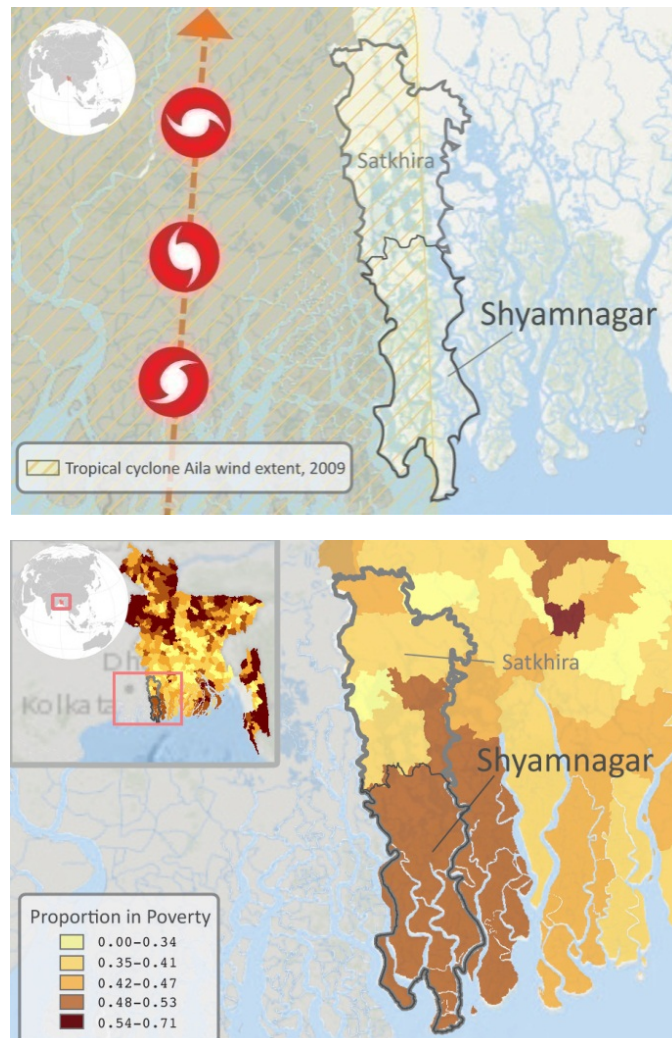 Satkhira
Shyamnagar
Tropical cyclone Aila wind extent, 2009
Dh
Kolkata
Satkhira
Shyamnagar
Proportion in Poverty
0.00-0.34
0.35-0.41
0.42-0.47
0.48-0.53
0.54-0.71